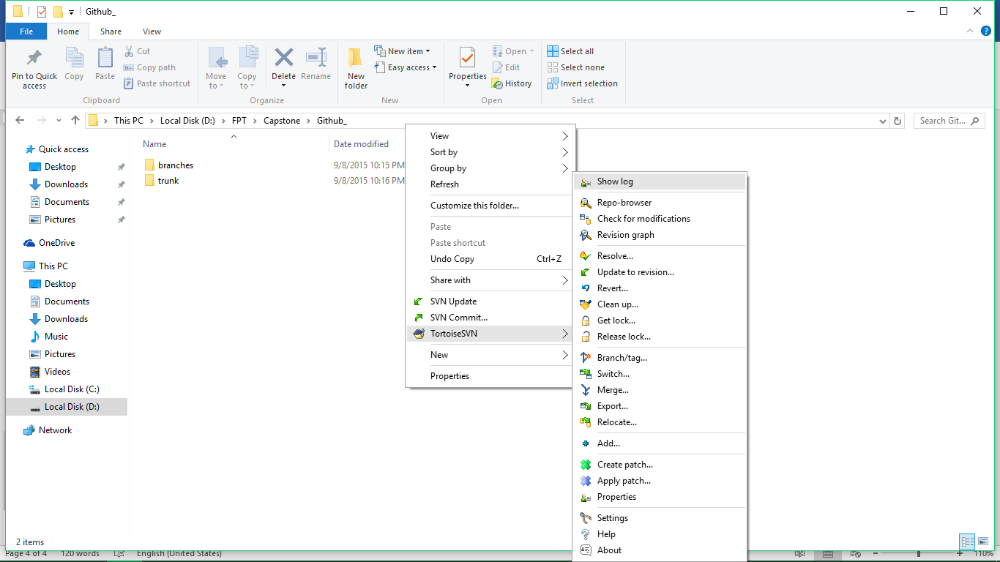 Github_
File Home Share View
Pin to Quick access
Copy
Paste
Cut
Copy path
Paste shortcut
Clipboard
Move to
Copy to
Delete
Rename
Organize
New folder
New item
Easy access
New
Properties
Open
Edit
History
Open
Select all
Select none
Invert selection
Select
This PC Local Disk (D:) FPT Capstone Github_
Search Git...
Quick access
Desktop
Downloads
Documents
Pictures
OneDrive
This PC
Desktop
Documents
Downloads
Music
Pictures
Videos
Local Disk (C:)
Local Disk (D:)
Network
Name Date modified
branches 9/8/2015 10:15 PM
trunk 9/8/2015 10:16 PM
View
Sort by
Group by
Refresh
Customize this folder...
Paste
Paste shortcut
Undo Copy Ctrl+Z
Share with
SVN Update
SVN Commit...
TortoiseSVN
New
Properties
Show log
Repo-browser
Check for modifications
Revision graph
Resolve...
Update to revision...
Revert...
Clean up...
Get lock...
Release lock...
Branch/tag...
Switch...
Merge...
Export...
Relocate...
Add...
Create patch...
Apply patch...
Properties
Settings
Help
About
2 items
Page 4 of 4 120 words English (United States) 110%